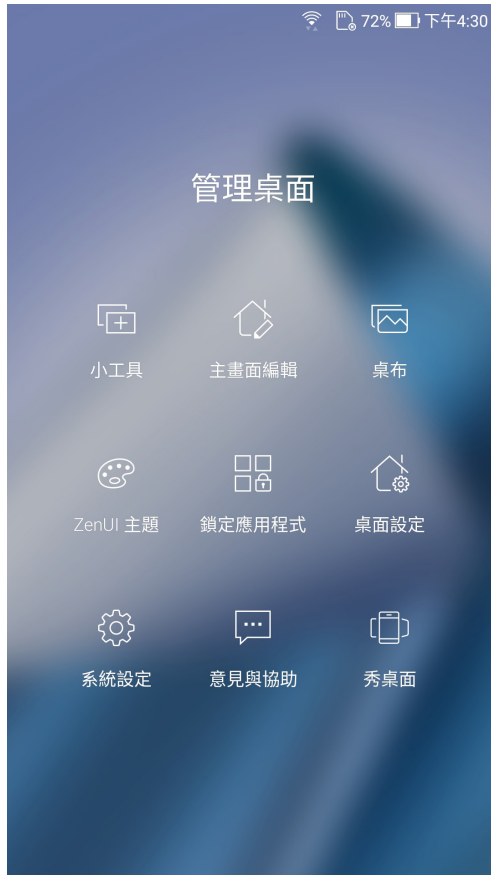 72% 下午4:30
管理桌面
小工具 主畫面編輯 桌布
ZenUI 主題 鎖定應用程式 桌面設定
系統設定 意見與協助 秀桌面